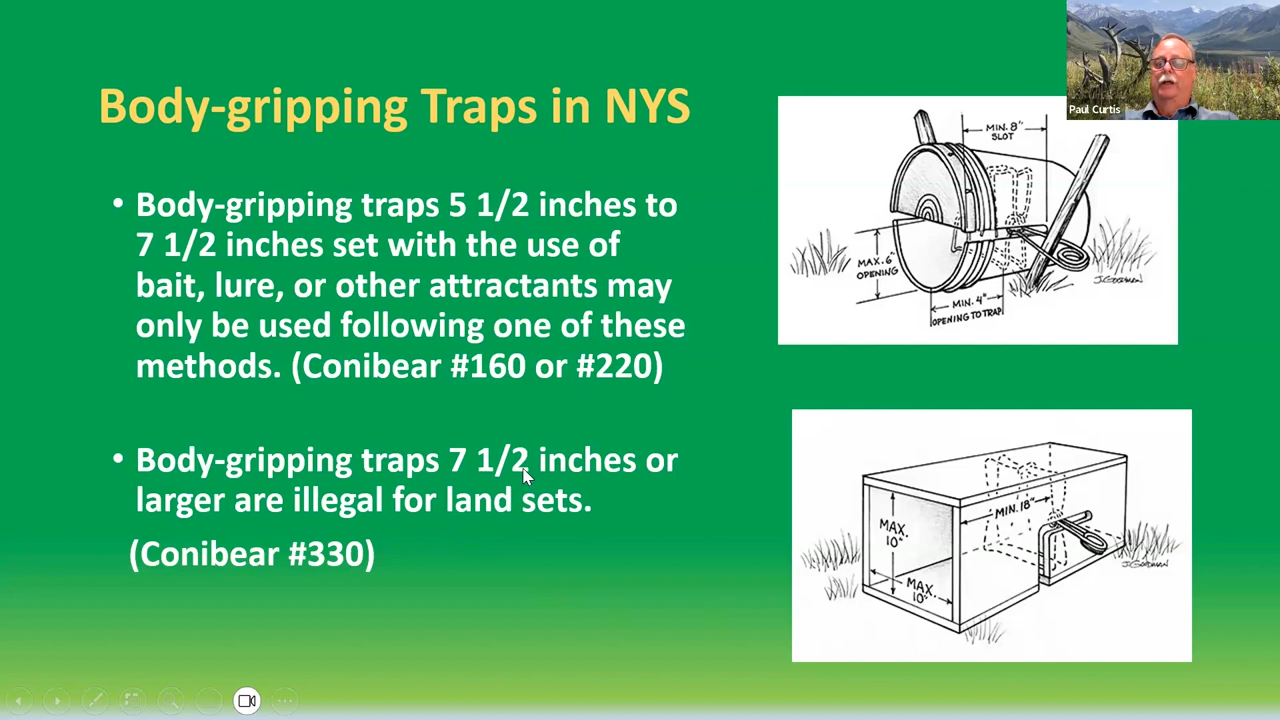 Body-gripping Traps in NYS
• Body-gripping traps 5 1/2 inches to
7 1/2 inches set with the use of
bait, lure, or other attractants may
only be used following one of these
methods. (Conibear #160 or #220)
• Body-gripping traps 7 1/2 inches or
larger are illegal for land sets.
(Conibear #330)
Paul Curtis
MIN. 8"
SLOT
MAX. 6"
OPENING
MIN. 4"
OPENING TO TRAP
J. GOODMAN
MIN. 18"
MAX.
10"
MAX.
10"
J. GOODMAN